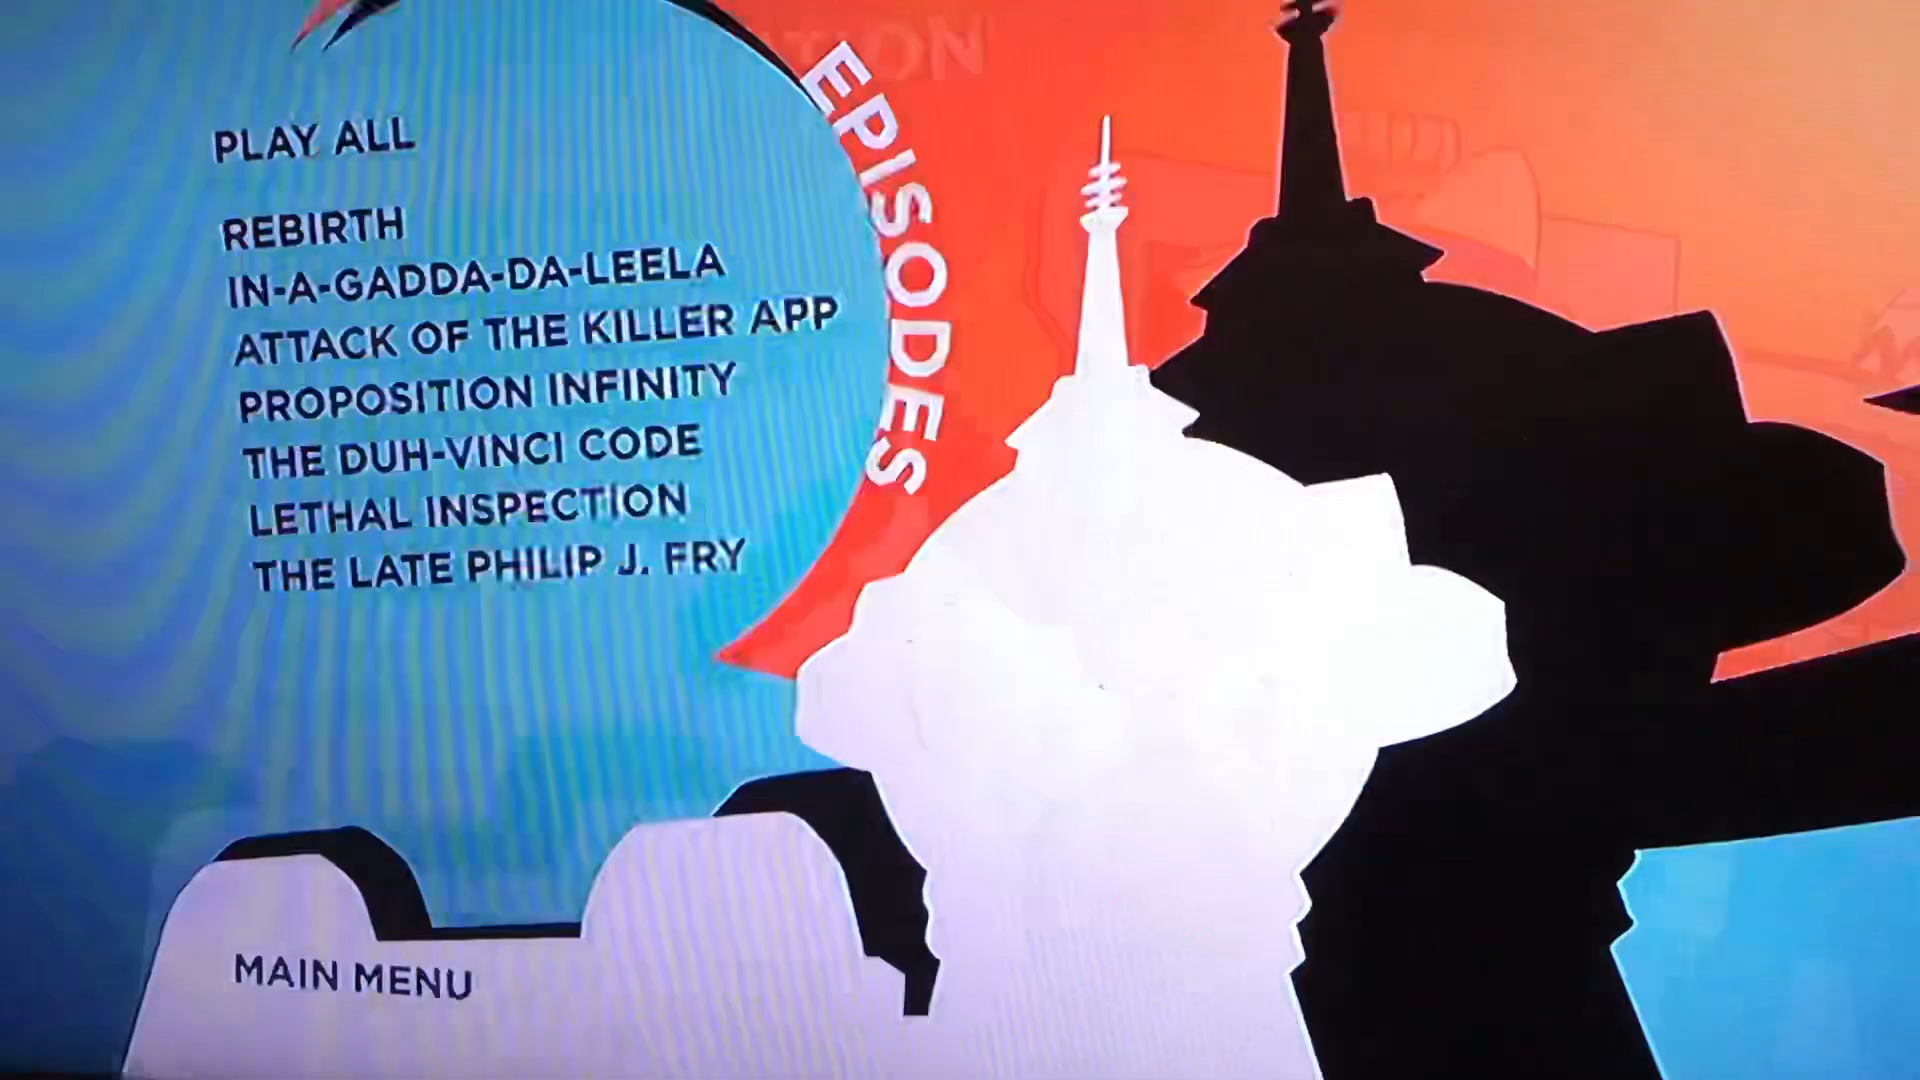 PLAY ALL
REBIRTH
IN-A-GADDA-DA-LEELA
ATTACK OF THE KILLER APP
PROPOSITION INFINITY
THE DUH-VINCI CODE
LETHAL INSPECTION
THE LATE PHILIP J. FRY
MAIN MENU
EPISODES